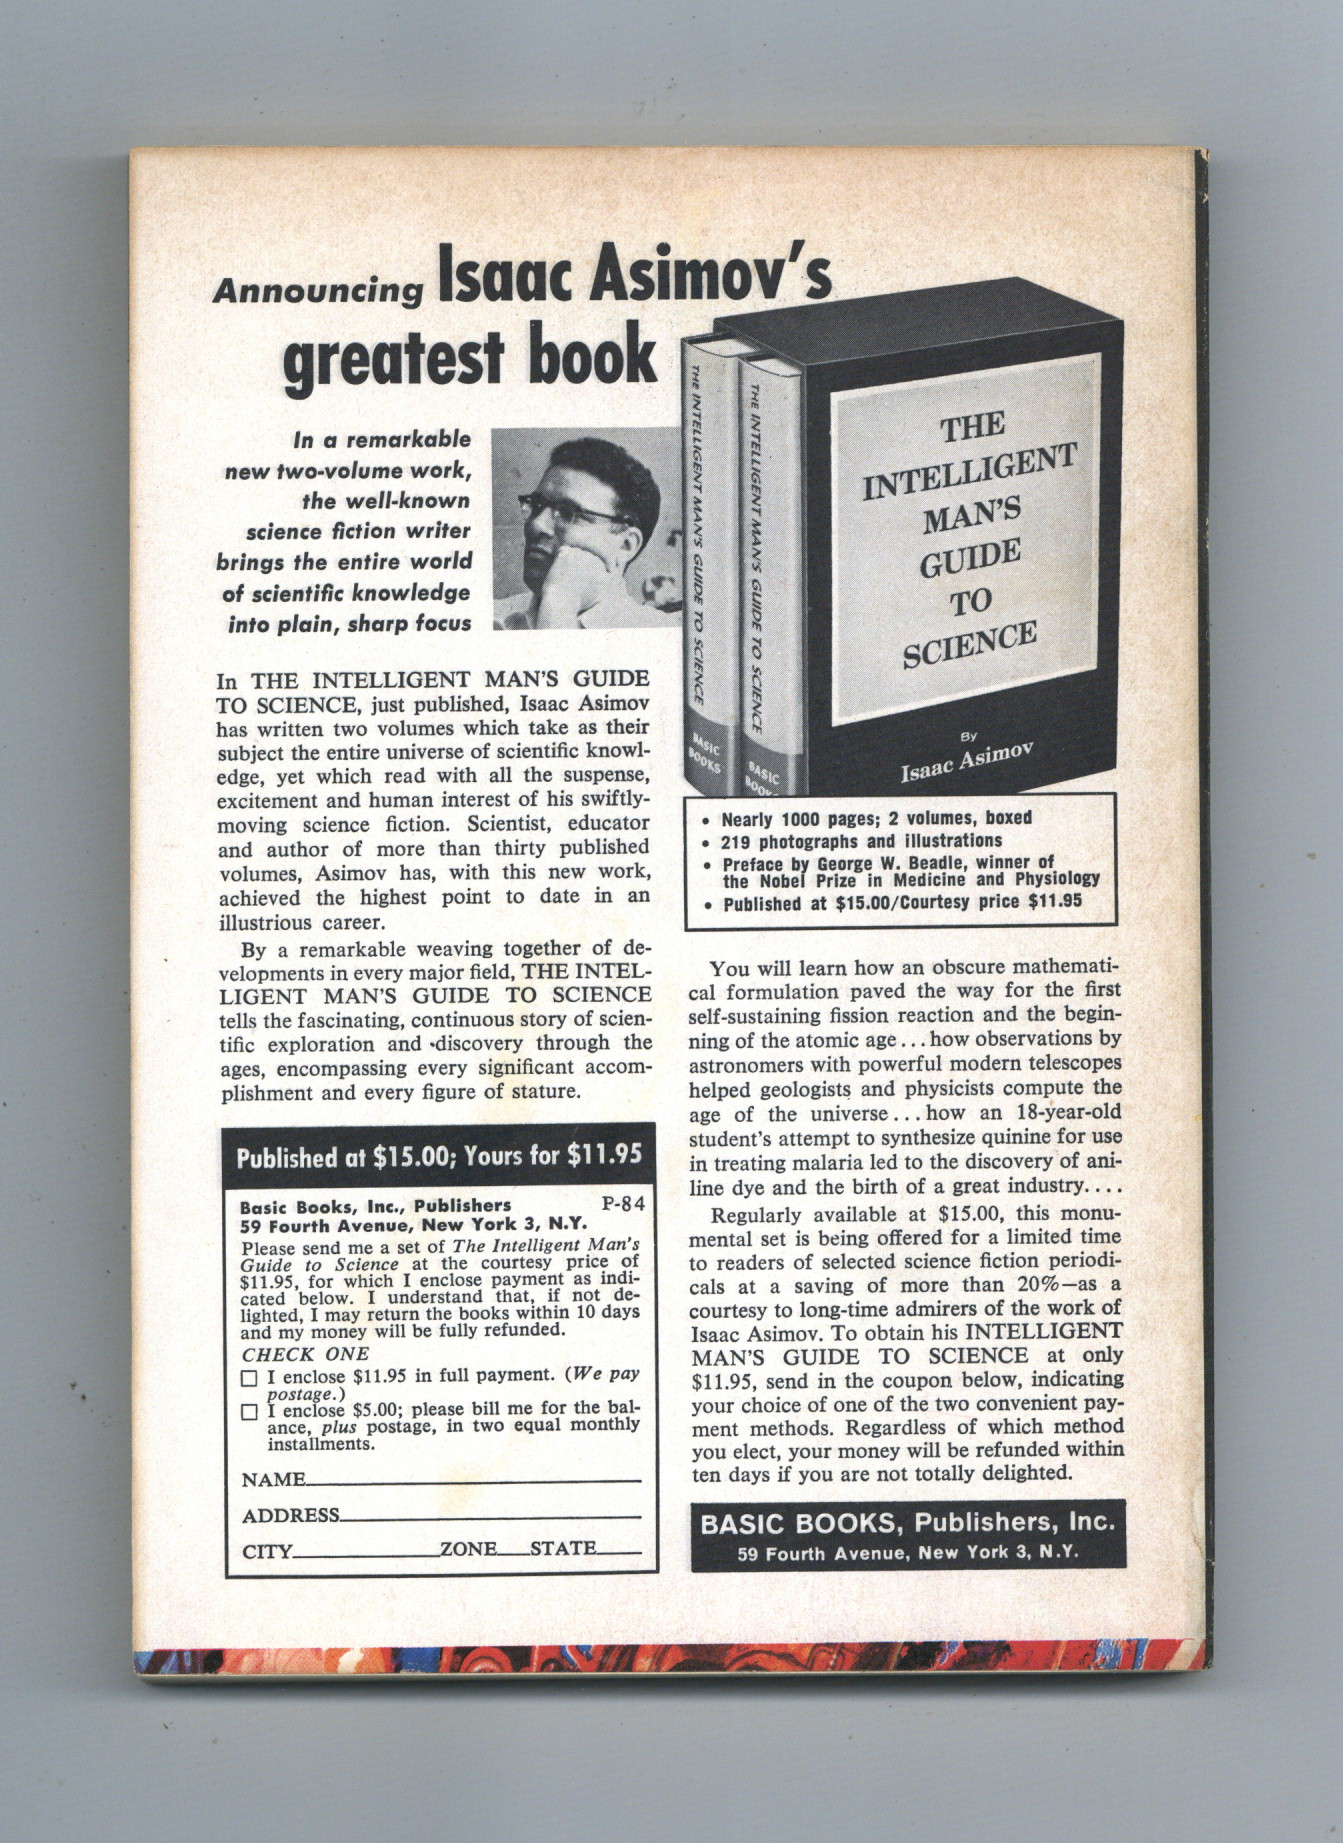 Announcing Isaac Asimov's
greatest book
In a remarkable
new two-volume work,
the well-known
science fiction writer
brings the entire world
of scientific knowledge
into plain, sharp focus
THE INTELLIGENT MAN'S GUIDE TO SCIENCE
BASIC
BOOKS
THE INTELLIGENT MAN'S GUIDE TO SCIENCE
BASIC
BOOKS
THE
INTELLIGENT
MAN'S
GUIDE
TO
SCIENCE
By
Isaac Asimov
• Nearly 1000 pages; 2 volumes, boxed
• 219 photographs and illustrations
• Preface by George W. Beadle, winner of
the Nobel Prize in Medicine and Physiology
• Published at $15.00/Courtesy price $11.95
In THE INTELLIGENT MAN'S GUIDE
TO SCIENCE, just published, Isaac Asimov
has written two volumes which take as their
subject the entire universe of scientific knowl-
edge, yet which read with all the suspense,
excitement and human interest of his swiftly-
moving science fiction. Scientist, educator
and author of more than thirty published
volumes, Asimov has, with this new work,
achieved the highest point to date in an
illustrious career.
By a remarkable weaving together of de-
velopments in every major field, THE INTEL-
LIGENT MAN'S GUIDE TO SCIENCE
tells the fascinating, continuous story of scien-
tific exploration and discovery through the
ages, encompassing every significant accom-
plishment and every figure of stature.
Published at $15.00; Yours for $11.95
Basic Books, Inc., Publishers P-84
59 Fourth Avenue, New York 3, N.Y.
Please send me a set of The Intelligent Man's
Guide to Science at the courtesy price of
$11.95, for which I enclose payment as indi-
cated below. I understand that, if not de-
lighted, I may return the books within 10 days
and my money will be fully refunded.
CHECK ONE
☐ I enclose $11.95 in full payment. (We pay
postage.)
☐ I enclose $5.00; please bill me for the bal-
ance, plus postage, in two equal monthly
installments.
NAME
ADDRESS
CITY ZONE STATE
You will learn how an obscure mathemati-
cal formulation paved the way for the first
self-sustaining fission reaction and the begin-
ning of the atomic age...how observations by
astronomers with powerful modern telescopes
helped geologists and physicists compute the
age of the universe...how an 18-year-old
student's attempt to synthesize quinine for use
in treating malaria led to the discovery of ani-
line dye and the birth of a great industry....
Regularly available at $15.00, this monu-
mental set is being offered for a limited time
to readers of selected science fiction periodi-
cals at a saving of more than 20%—as a
courtesy to long-time admirers of the work of
Isaac Asimov. To obtain his INTELLIGENT
MAN'S GUIDE TO SCIENCE at only
$11.95, send in the coupon below, indicating
your choice of one of the two convenient pay-
ment methods. Regardless of which method
you elect, your money will be refunded within
ten days if you are not totally delighted.
BASIC BOOKS, Publishers, Inc.
59 Fourth Avenue, New York 3, N.Y.